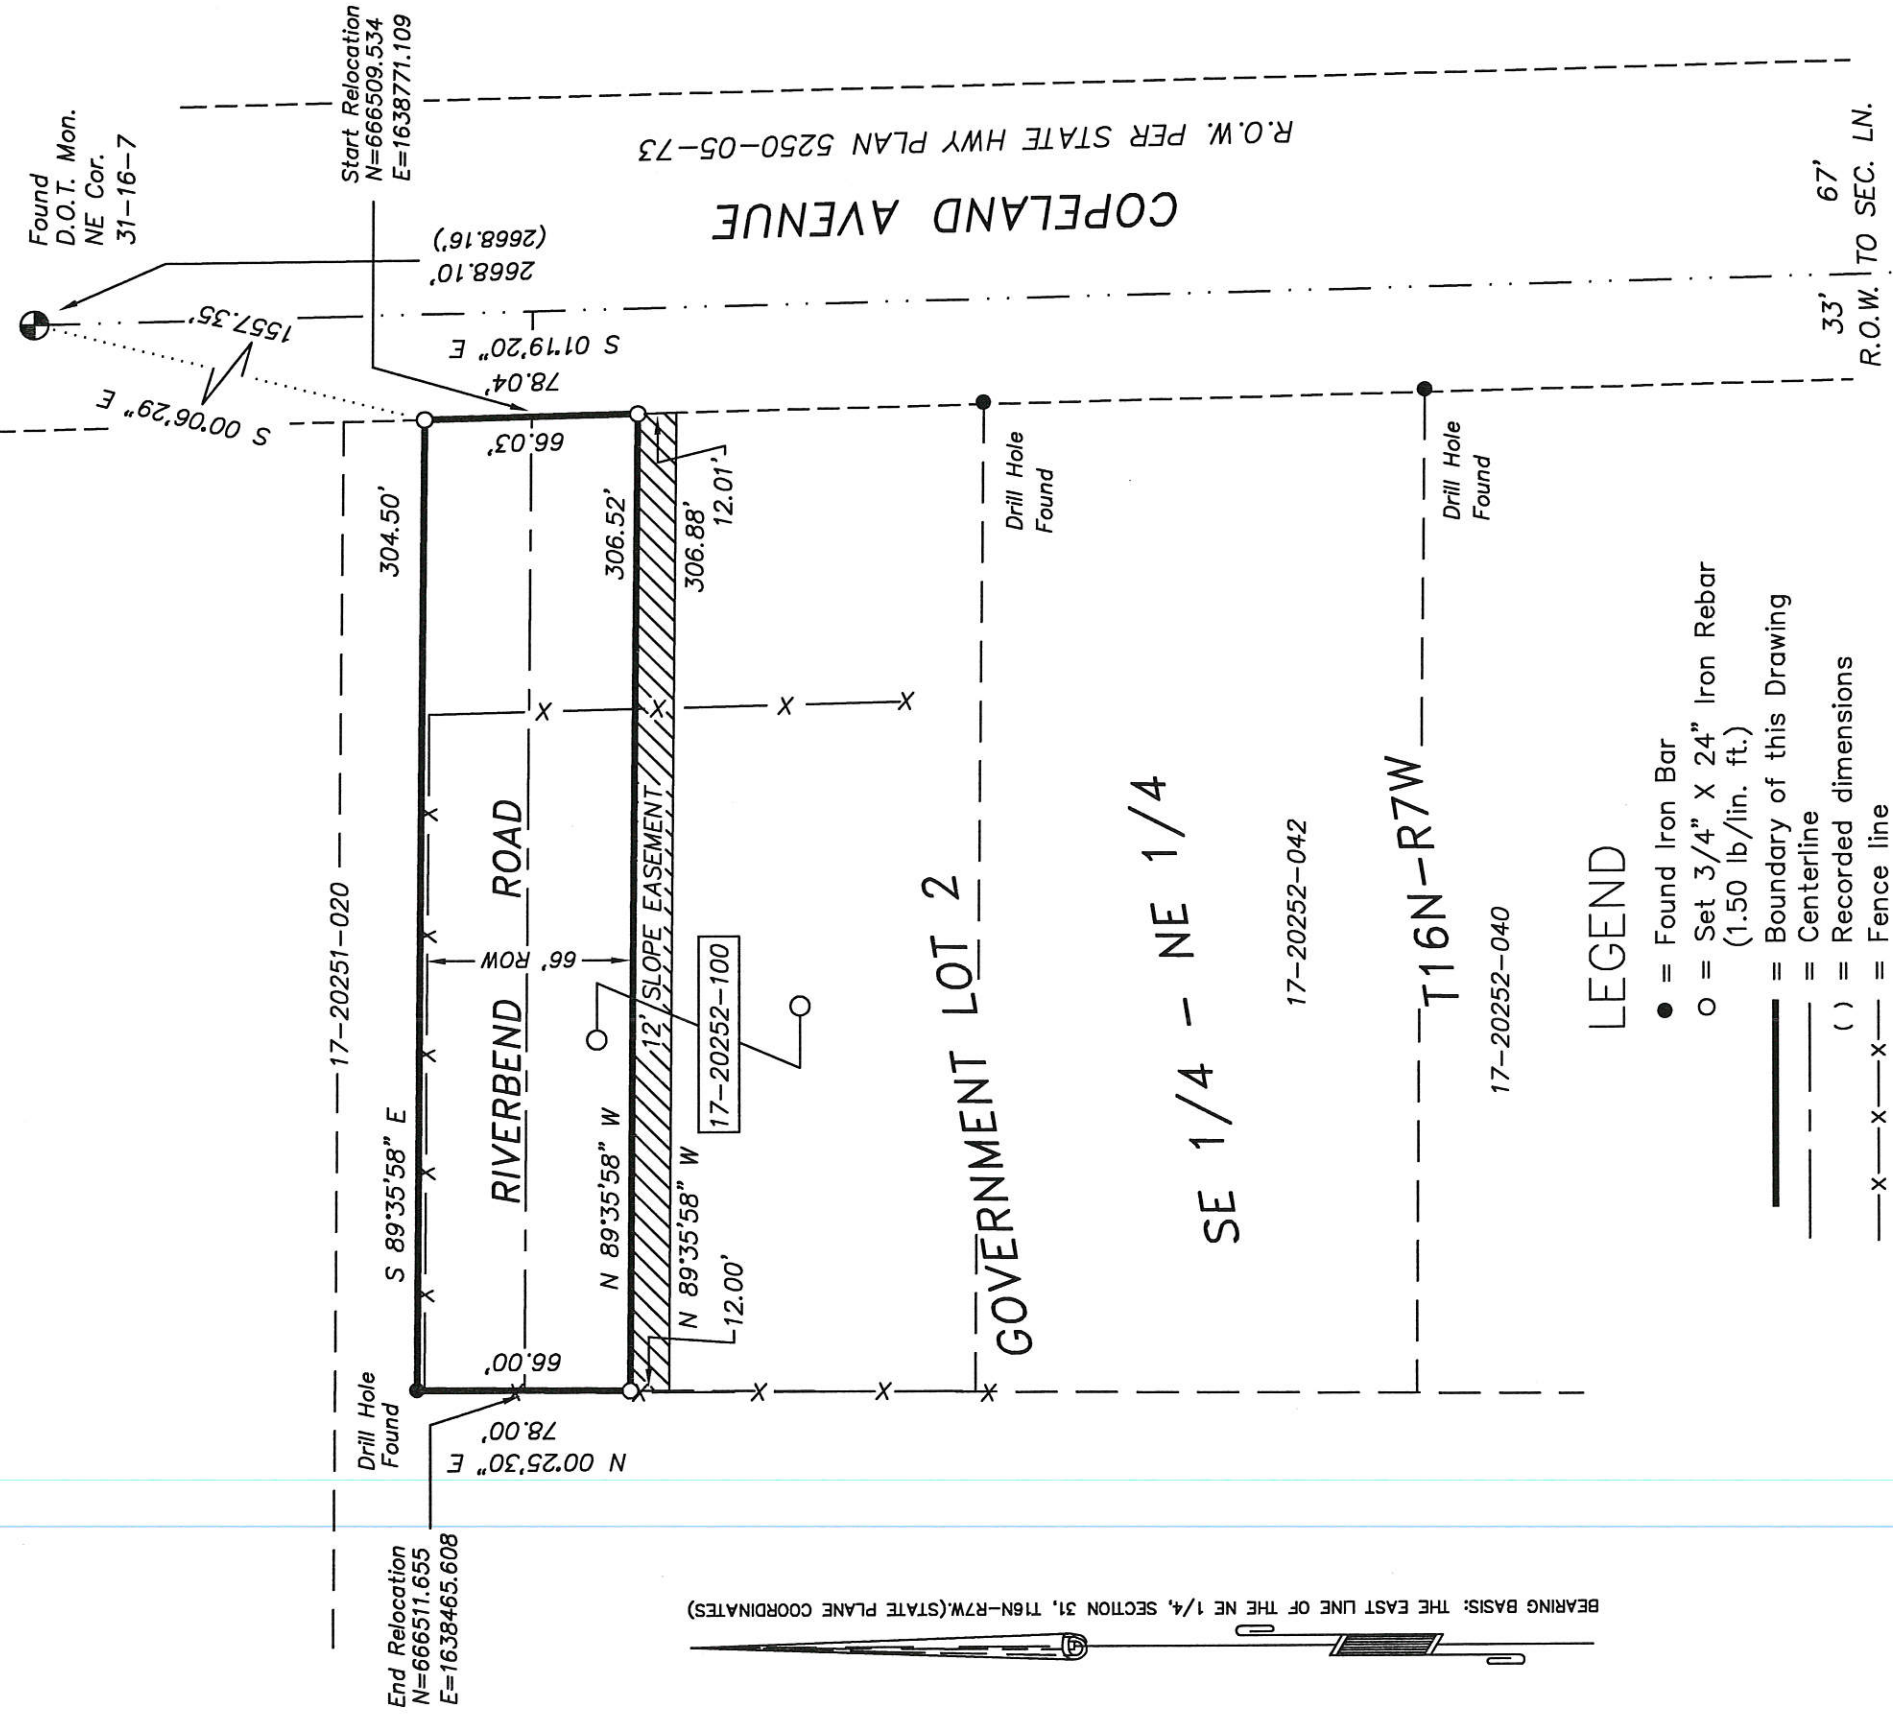 Found
D.O.T. Mon.
NE Cor.
31-16-7
Start Relocation
N=666509.534
E=1638771.109
S 00°06'29" E
1557.35'
2668.10'
(2668.16')
S 01°19'20" E
78.04'
66.03'
R.O.W. PER STATE HWY PLAN 5250-05-73
COPELAND AVENUE
33'
67'
R.O.W. TO SEC. LN.
17-20251-020
S 89°35'58" E
304.50'
RIVERBEND ROAD
66' ROW
N 89°35'58" W
306.52'
12' SLOPE EASEMENT
N 89°35'58" W
306.88'
12.01'
12.00'
17-20252-100
66.00'
Drill Hole
Found
78.00'
N 00°25'30" E
End Relocation
N=666511.655
E=1638465.608
Drill Hole
Found
GOVERNMENT LOT 2
SE 1/4 - NE 1/4
17-20252-042
Drill Hole
Found
T16N-R7W
17-20252-040
LEGEND
● = Found Iron Bar
○ = Set 3/4" X 24" Iron Rebar
(1.50 lb/lin. ft.)
= Boundary of this Drawing
= Centerline
( ) = Recorded dimensions
—x—x—x—x— = Fence line
BEARING BASIS: THE EAST LINE OF THE NE 1/4, SECTION 31, T16N-R7W.(STATE PLANE COORDINATES)